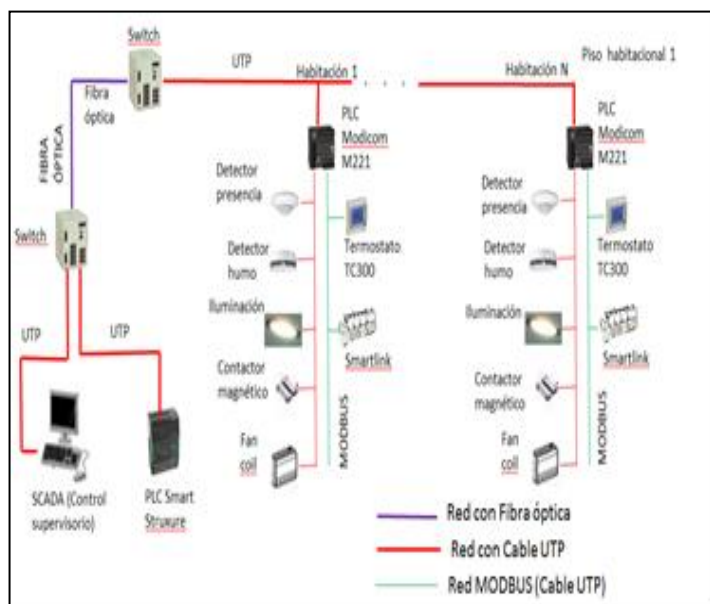 Switch
UTP
Fibra
óptica
FIBRA
ÓPTICA
Switch
UTP
UTP
SCADA (Control
supervisorio)
PLC Smart
Struxure
Habitación 1
PLC
Modicom
M221
Detector
presencia
Termostato
TC300
Detector
humo
Iluminación
Smartlink
Contactor
magnético
MODBUS
Fan
coil
Piso habitacional 1
Habitación N
PLC
Modicom
M221
Detector
presencia
Termostato
TC300
Detector
humo
Iluminación
Smartlink
Contactor
magnético
MODBUS
Fan
coil
Red con Fibra óptica
Red con Cable UTP
Red MODBUS (Cable UTP)